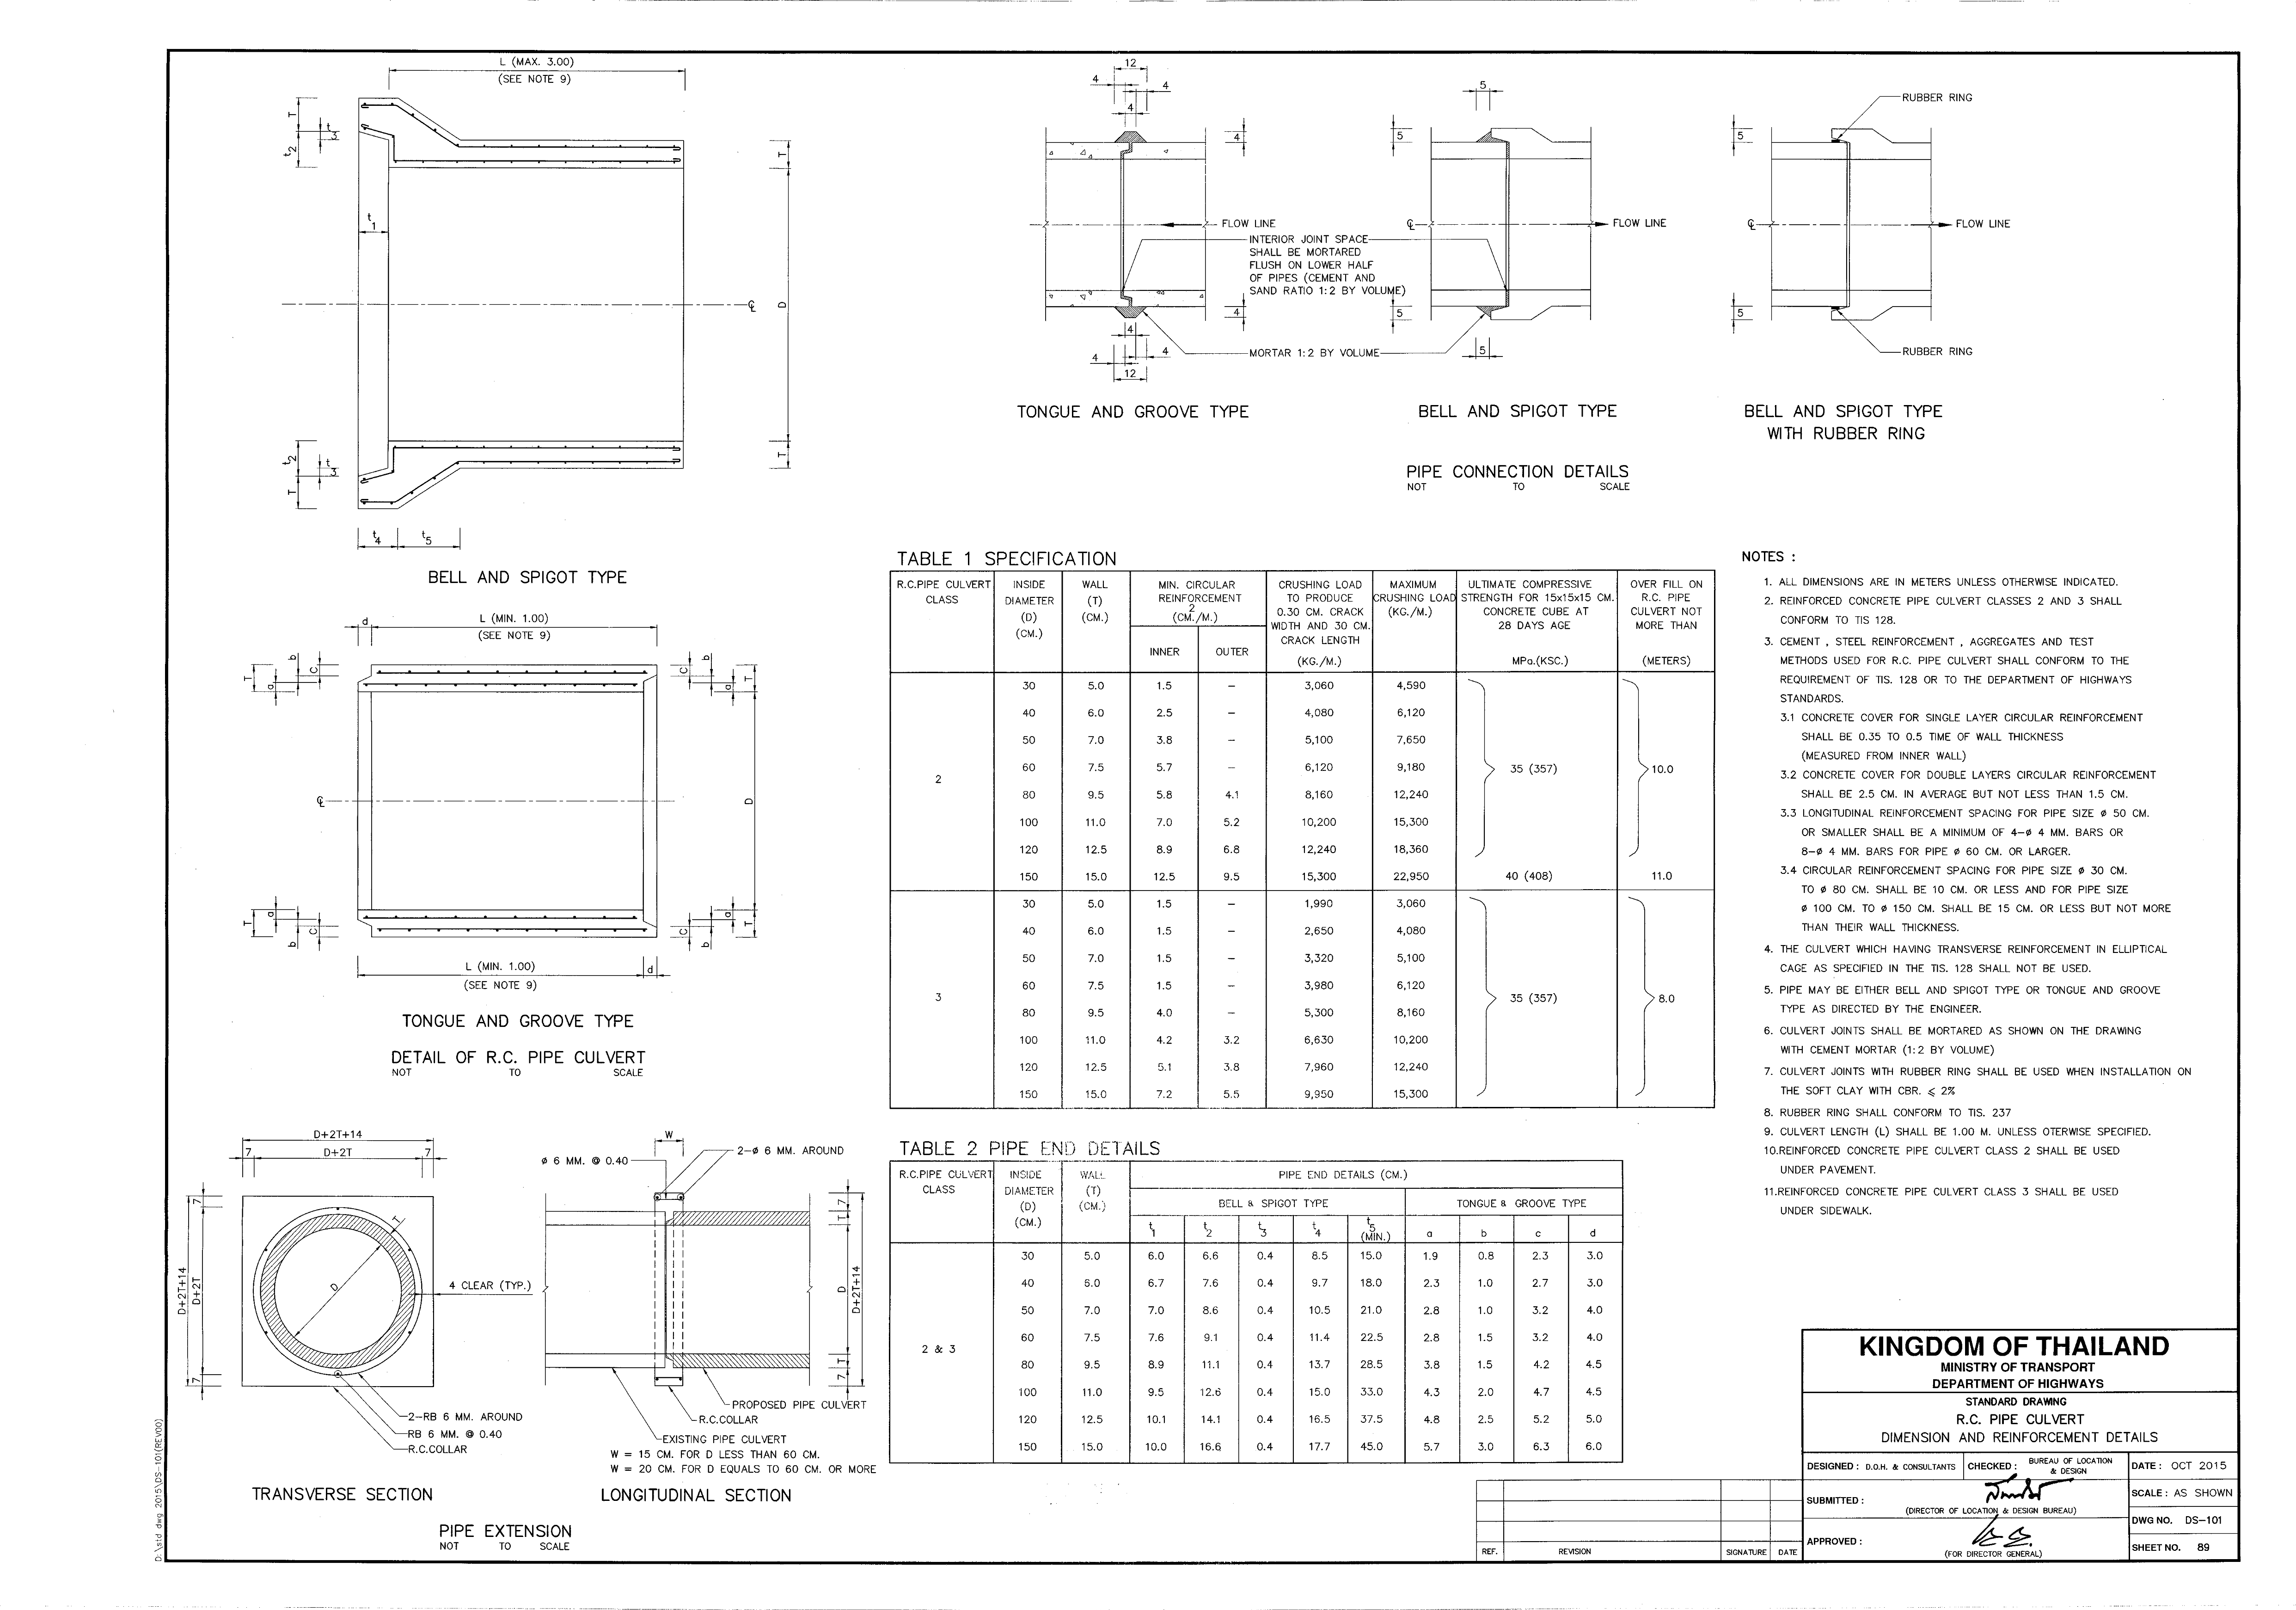 L (MAX. 3.00)
(SEE NOTE 9)
T
t2
t3
t1
T
D
T
℄
t2
t3
T
t4
t5
BELL AND SPIGOT TYPE
d
L (MIN. 1.00)
(SEE NOTE 9)
T
a
b
c
c
b
a
T
℄
D
T
a
b
c
c
b
a
T
L (MIN. 1.00)
d
(SEE NOTE 9)
TONGUE AND GROOVE TYPE
DETAIL OF R.C. PIPE CULVERT
NOT TO SCALE
D+2T+14
7
D+2T
7
7
T
D
D+2T+14
D+2T
7
4 CLEAR (TYP.)
2-RB 6 MM. AROUND
RB 6 MM. @ 0.40
R.C.COLLAR
TRANSVERSE SECTION
W
ø 6 MM. @ 0.40
2-ø 6 MM. AROUND
7
T
D
D+2T+14
T
7
PROPOSED PIPE CULVERT
R.C.COLLAR
EXISTING PIPE CULVERT
W = 15 CM. FOR D LESS THAN 60 CM.
W = 20 CM. FOR D EQUALS TO 60 CM. OR MORE
LONGITUDINAL SECTION
PIPE EXTENSION
NOT TO SCALE
12
4
4
4
4
FLOW LINE
INTERIOR JOINT SPACE
SHALL BE MORTARED
FLUSH ON LOWER HALF
OF PIPES (CEMENT AND
SAND RATIO 1:2 BY VOLUME)
4
4
4
4
12
MORTAR 1:2 BY VOLUME
TONGUE AND GROOVE TYPE
5
5
℄
FLOW LINE
5
5
BELL AND SPIGOT TYPE
RUBBER RING
5
℄
FLOW LINE
5
RUBBER RING
BELL AND SPIGOT TYPE
WITH RUBBER RING
PIPE CONNECTION DETAILS
NOT TO SCALE
TABLE 1 SPECIFICATION
R.C.PIPE CULVERT CLASS | INSIDE DIAMETER (D) (CM.) | WALL (T) (CM.) | MIN. CIRCULAR REINFORCEMENT (CM.2/M.) INNER OUTER | CRUSHING LOAD TO PRODUCE 0.30 CM. CRACK WIDTH AND 30 CM. CRACK LENGTH (KG./M.) | MAXIMUM CRUSHING LOAD (KG./M.) | ULTIMATE COMPRESSIVE STRENGTH FOR 15x15x15 CM. CONCRETE CUBE AT 28 DAYS AGE MPa.(KSC.) | OVER FILL ON R.C. PIPE CULVERT NOT MORE THAN (METERS)
30 5.0 1.5 – 3,060 4,590
40 6.0 2.5 – 4,080 6,120
50 7.0 3.8 – 5,100 7,650
60 7.5 5.7 – 6,120 9,180 35 (357) 10.0
2
80 9.5 5.8 4.1 8,160 12,240
100 11.0 7.0 5.2 10,200 15,300
120 12.5 8.9 6.8 12,240 18,360
150 15.0 12.5 9.5 15,300 22,950 40 (408) 11.0
30 5.0 1.5 – 1,990 3,060
40 6.0 1.5 – 2,650 4,080
50 7.0 1.5 – 3,320 5,100
60 7.5 1.5 – 3,980 6,120
3 35 (357) 8.0
80 9.5 4.0 – 5,300 8,160
100 11.0 4.2 3.2 6,630 10,200
120 12.5 5.1 3.8 7,960 12,240
150 15.0 7.2 5.5 9,950 15,300
TABLE 2 PIPE END DETAILS
R.C.PIPE CULVERT CLASS | INSIDE DIAMETER (D) (CM.) | WALL (T) (CM.) | PIPE END DETAILS (CM.)
BELL & SPIGOT TYPE | TONGUE & GROOVE TYPE
t1 t2 t3 t4 t5 (MIN.) a b c d
30 5.0 6.0 6.6 0.4 8.5 15.0 1.9 0.8 2.3 3.0
40 6.0 6.7 7.6 0.4 9.7 18.0 2.3 1.0 2.7 3.0
50 7.0 7.0 8.6 0.4 10.5 21.0 2.8 1.0 3.2 4.0
60 7.5 7.6 9.1 0.4 11.4 22.5 2.8 1.5 3.2 4.0
2 & 3
80 9.5 8.9 11.1 0.4 13.7 28.5 3.8 1.5 4.2 4.5
100 11.0 9.5 12.6 0.4 15.0 33.0 4.3 2.0 4.7 4.5
120 12.5 10.1 14.1 0.4 16.5 37.5 4.8 2.5 5.2 5.0
150 15.0 10.0 16.6 0.4 17.7 45.0 5.7 3.0 6.3 6.0
NOTES :
1. ALL DIMENSIONS ARE IN METERS UNLESS OTHERWISE INDICATED.
2. REINFORCED CONCRETE PIPE CULVERT CLASSES 2 AND 3 SHALL
CONFORM TO TIS 128.
3. CEMENT , STEEL REINFORCEMENT , AGGREGATES AND TEST
METHODS USED FOR R.C. PIPE CULVERT SHALL CONFORM TO THE
REQUIREMENT OF TIS. 128 OR TO THE DEPARTMENT OF HIGHWAYS
STANDARDS.
3.1 CONCRETE COVER FOR SINGLE LAYER CIRCULAR REINFORCEMENT
SHALL BE 0.35 TO 0.5 TIME OF WALL THICKNESS
(MEASURED FROM INNER WALL)
3.2 CONCRETE COVER FOR DOUBLE LAYERS CIRCULAR REINFORCEMENT
SHALL BE 2.5 CM. IN AVERAGE BUT NOT LESS THAN 1.5 CM.
3.3 LONGITUDINAL REINFORCEMENT SPACING FOR PIPE SIZE ø 50 CM.
OR SMALLER SHALL BE A MINIMUM OF 4-ø 4 MM. BARS OR
8-ø 4 MM. BARS FOR PIPE ø 60 CM. OR LARGER.
3.4 CIRCULAR REINFORCEMENT SPACING FOR PIPE SIZE ø 30 CM.
TO ø 80 CM. SHALL BE 10 CM. OR LESS AND FOR PIPE SIZE
ø 100 CM. TO ø 150 CM. SHALL BE 15 CM. OR LESS BUT NOT MORE
THAN THEIR WALL THICKNESS.
4. THE CULVERT WHICH HAVING TRANSVERSE REINFORCEMENT IN ELLIPTICAL
CAGE AS SPECIFIED IN THE TIS. 128 SHALL NOT BE USED.
5. PIPE MAY BE EITHER BELL AND SPIGOT TYPE OR TONGUE AND GROOVE
TYPE AS DIRECTED BY THE ENGINEER.
6. CULVERT JOINTS SHALL BE MORTARED AS SHOWN ON THE DRAWING
WITH CEMENT MORTAR (1:2 BY VOLUME)
7. CULVERT JOINTS WITH RUBBER RING SHALL BE USED WHEN INSTALLATION ON
THE SOFT CLAY WITH CBR. ⩽ 2%
8. RUBBER RING SHALL CONFORM TO TIS. 237
9. CULVERT LENGTH (L) SHALL BE 1.00 M. UNLESS OTERWISE SPECIFIED.
10.REINFORCED CONCRETE PIPE CULVERT CLASS 2 SHALL BE USED
UNDER PAVEMENT.
11.REINFORCED CONCRETE PIPE CULVERT CLASS 3 SHALL BE USED
UNDER SIDEWALK.
KINGDOM OF THAILAND
MINISTRY OF TRANSPORT
DEPARTMENT OF HIGHWAYS
STANDARD DRAWING
R.C. PIPE CULVERT
DIMENSION AND REINFORCEMENT DETAILS
DESIGNED : D.O.H. & CONSULTANTS
CHECKED : BUREAU OF LOCATION & DESIGN
DATE : OCT 2015
SUBMITTED :
(DIRECTOR OF LOCATION & DESIGN BUREAU)
SCALE : AS SHOWN
DWG NO. DS-101
APPROVED :
(FOR DIRECTOR GENERAL)
SHEET NO. 89
REF. REVISION SIGNATURE DATE
D:\std dwg 2015\DS-101(REV00)